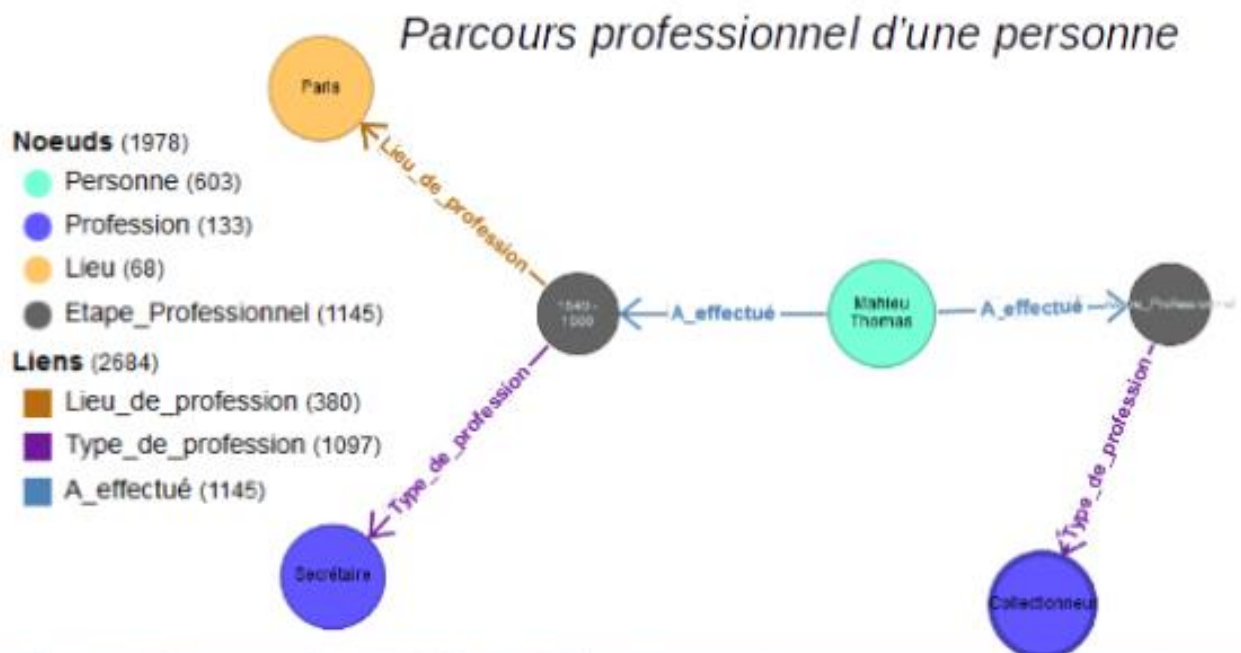 Parcours professionnel d'une personne
Paris
Noeuds (1978)
Personne (603)
Profession (133)
Lieu (68)
Etape_Professionnel (1145)
Liens (2684)
Lieu_de_profession (380)
Type_de_profession (1097)
A_effectué (1145)
Lieu_de_profession
A_effectué
Mahieu
Thomas
A_effectué
Type_de_profession
Type_de_profession
Secrétaire
Collectionneur